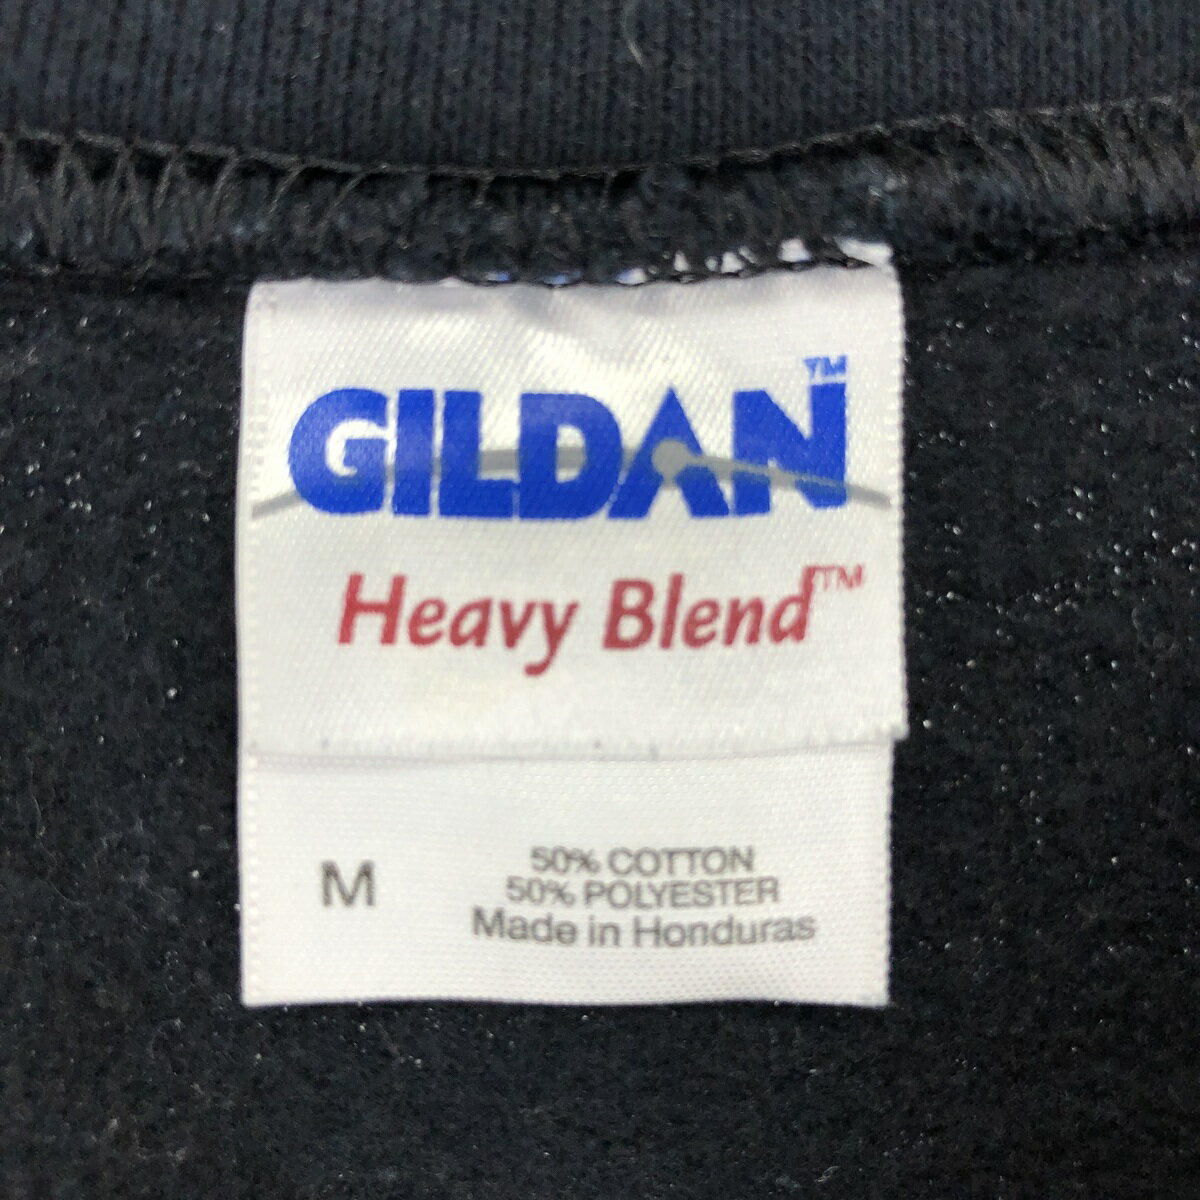 GILDAN™
Heavy Blend™
M
50% COTTON
50% POLYESTER
Made in Honduras